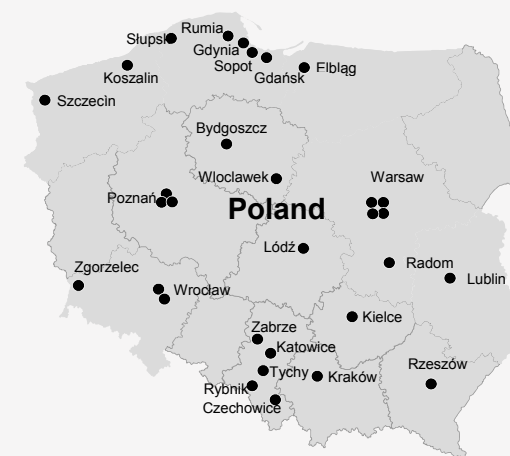 Rumia
Słupsk
Gdynia
Sopot
Gdańsk
Elbląg
Koszalin
Szczecin
Bydgoszcz
Wloclawek
Warsaw
Poznań
Poland
Łódź
Radom
Zgorzelec
Lublin
Wrocław
Kielce
Zabrze
Katowice
Rzeszów
Tychy
Kraków
Rybnik
Czechowice